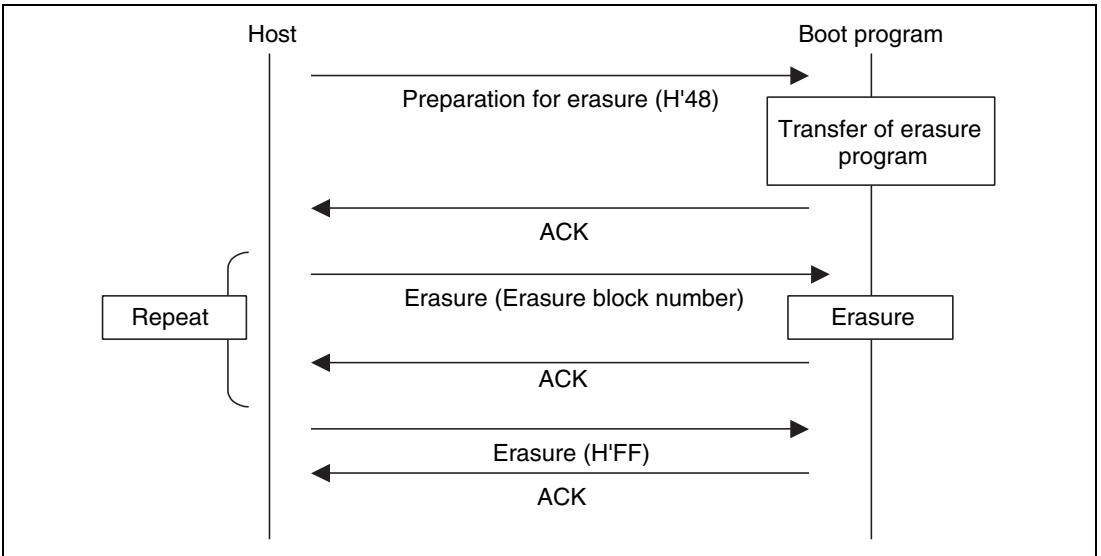 Host
Boot program
Preparation for erasure (H'48)
Transfer of erasure
program
ACK
Erasure (Erasure block number)
Repeat
Erasure
ACK
Erasure (H'FF)
ACK